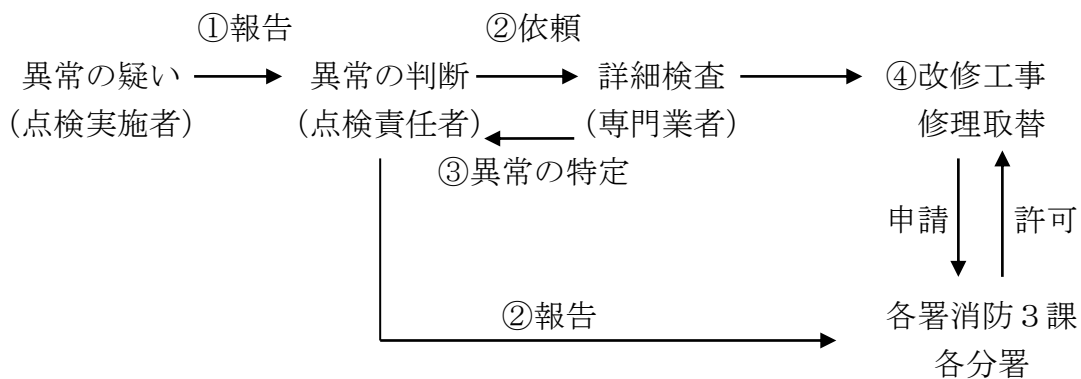 ①報告
②依頼
異常の疑い
異常の判断
詳細検査
④改修工事
(点検実施者)
(点検責任者)
(専門業者)
修理取替
③異常の特定
申請
許可
②報告
各署消防３課
各分署